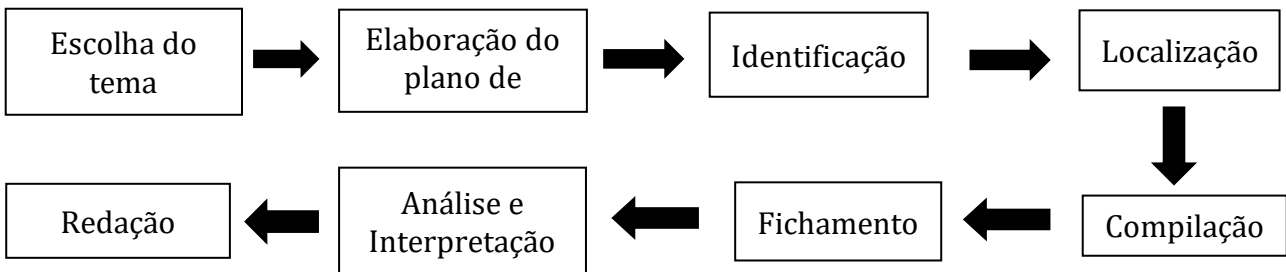 Escolha do
tema
Elaboração do
plano de
Identificação
Localização
Compilação
Fichamento
Análise e
Interpretação
Redação